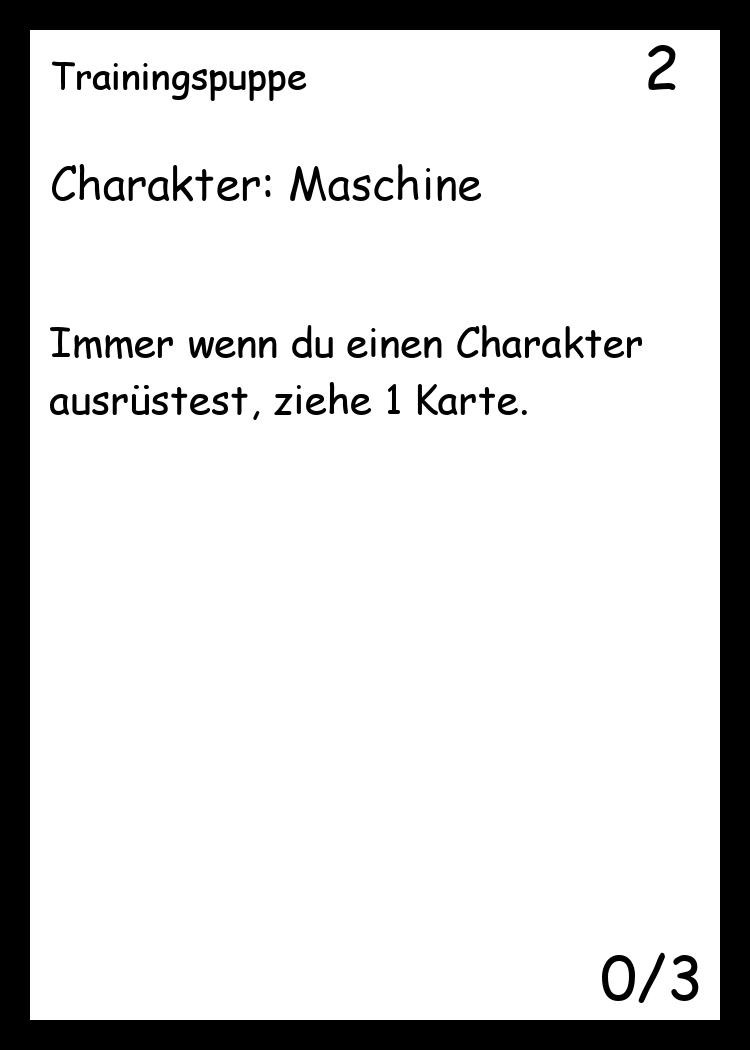 Trainingspuppe 2
Charakter: Maschine
Immer wenn du einen Charakter
ausrüstest, ziehe 1 Karte.
0/3